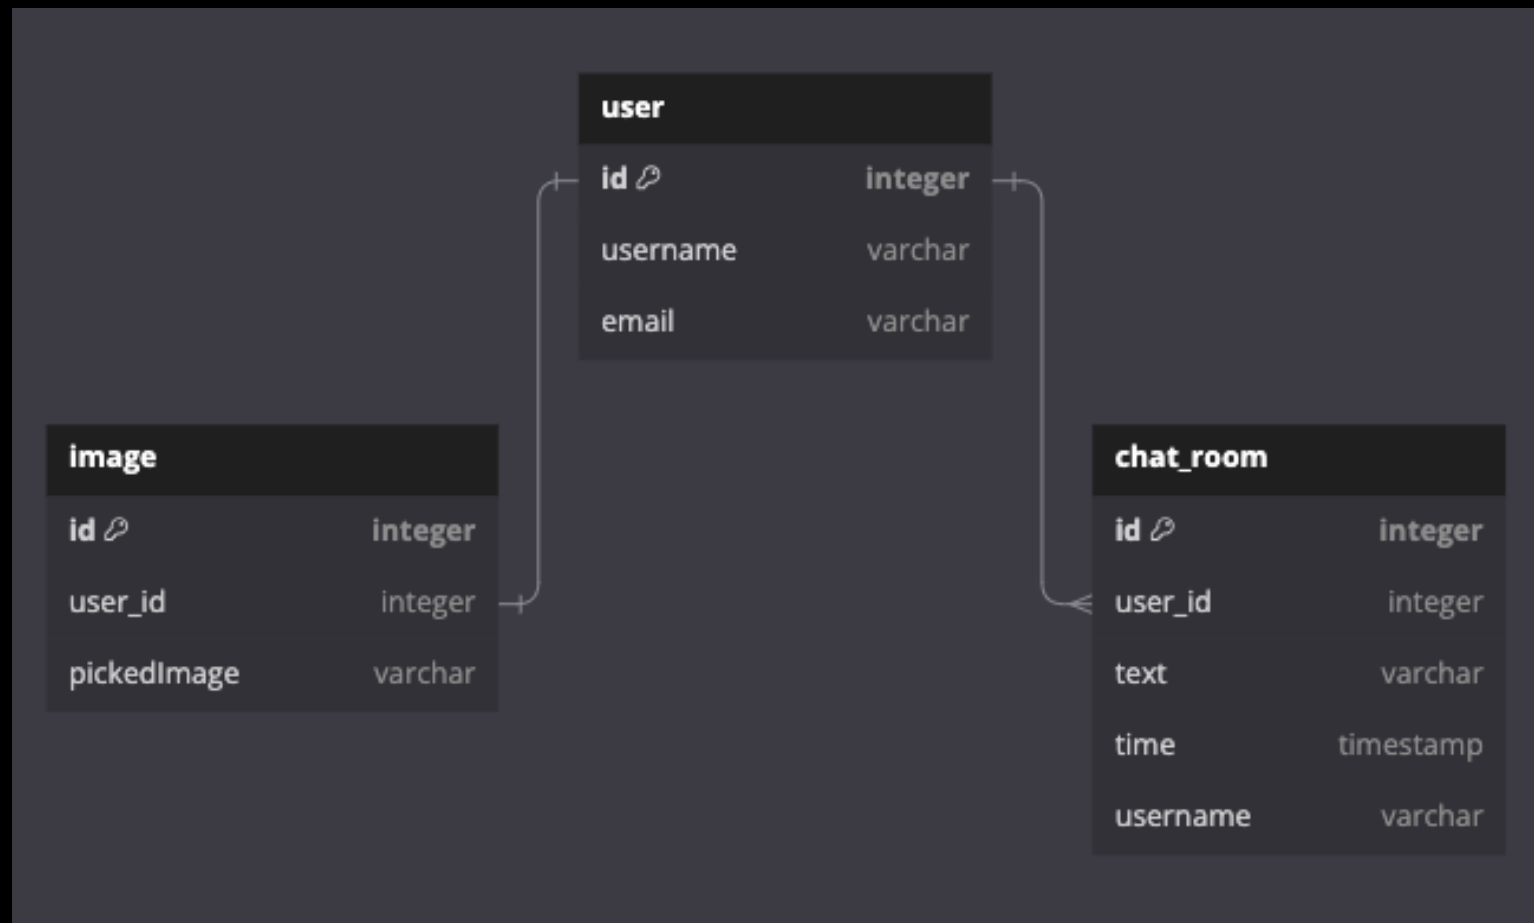 user
id integer
username varchar
email varchar
image
id integer
user_id integer
pickedImage varchar
chat_room
id integer
user_id integer
text varchar
time timestamp
username varchar